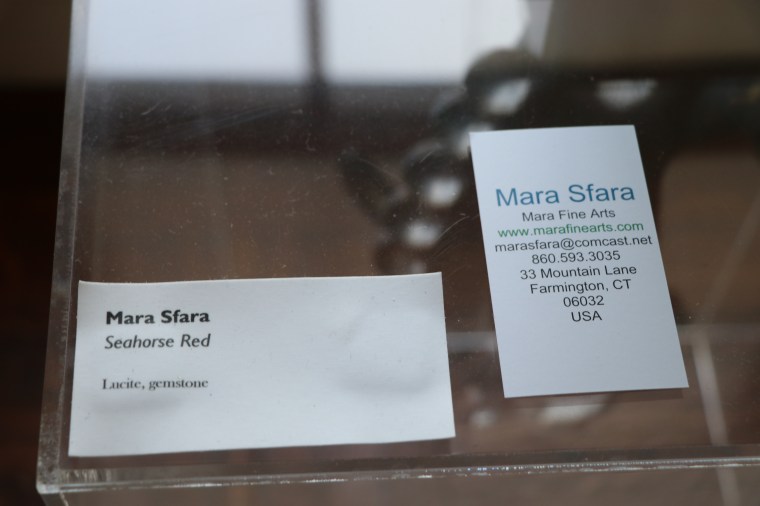 Mara Sfara
Seahorse Red
Lucite, gemstone
Mara Sfara
Mara Fine Arts
www.marafinearts.com
marasfara@comcast.net
860.593.3035
33 Mountain Lane
Farmington, CT
06032
USA